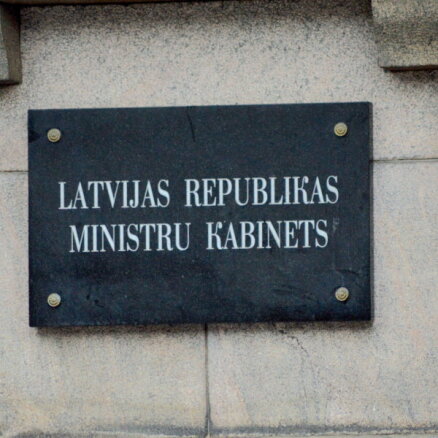 LATVIJAS REPUBLIKAS
MINISTRU KABINETS